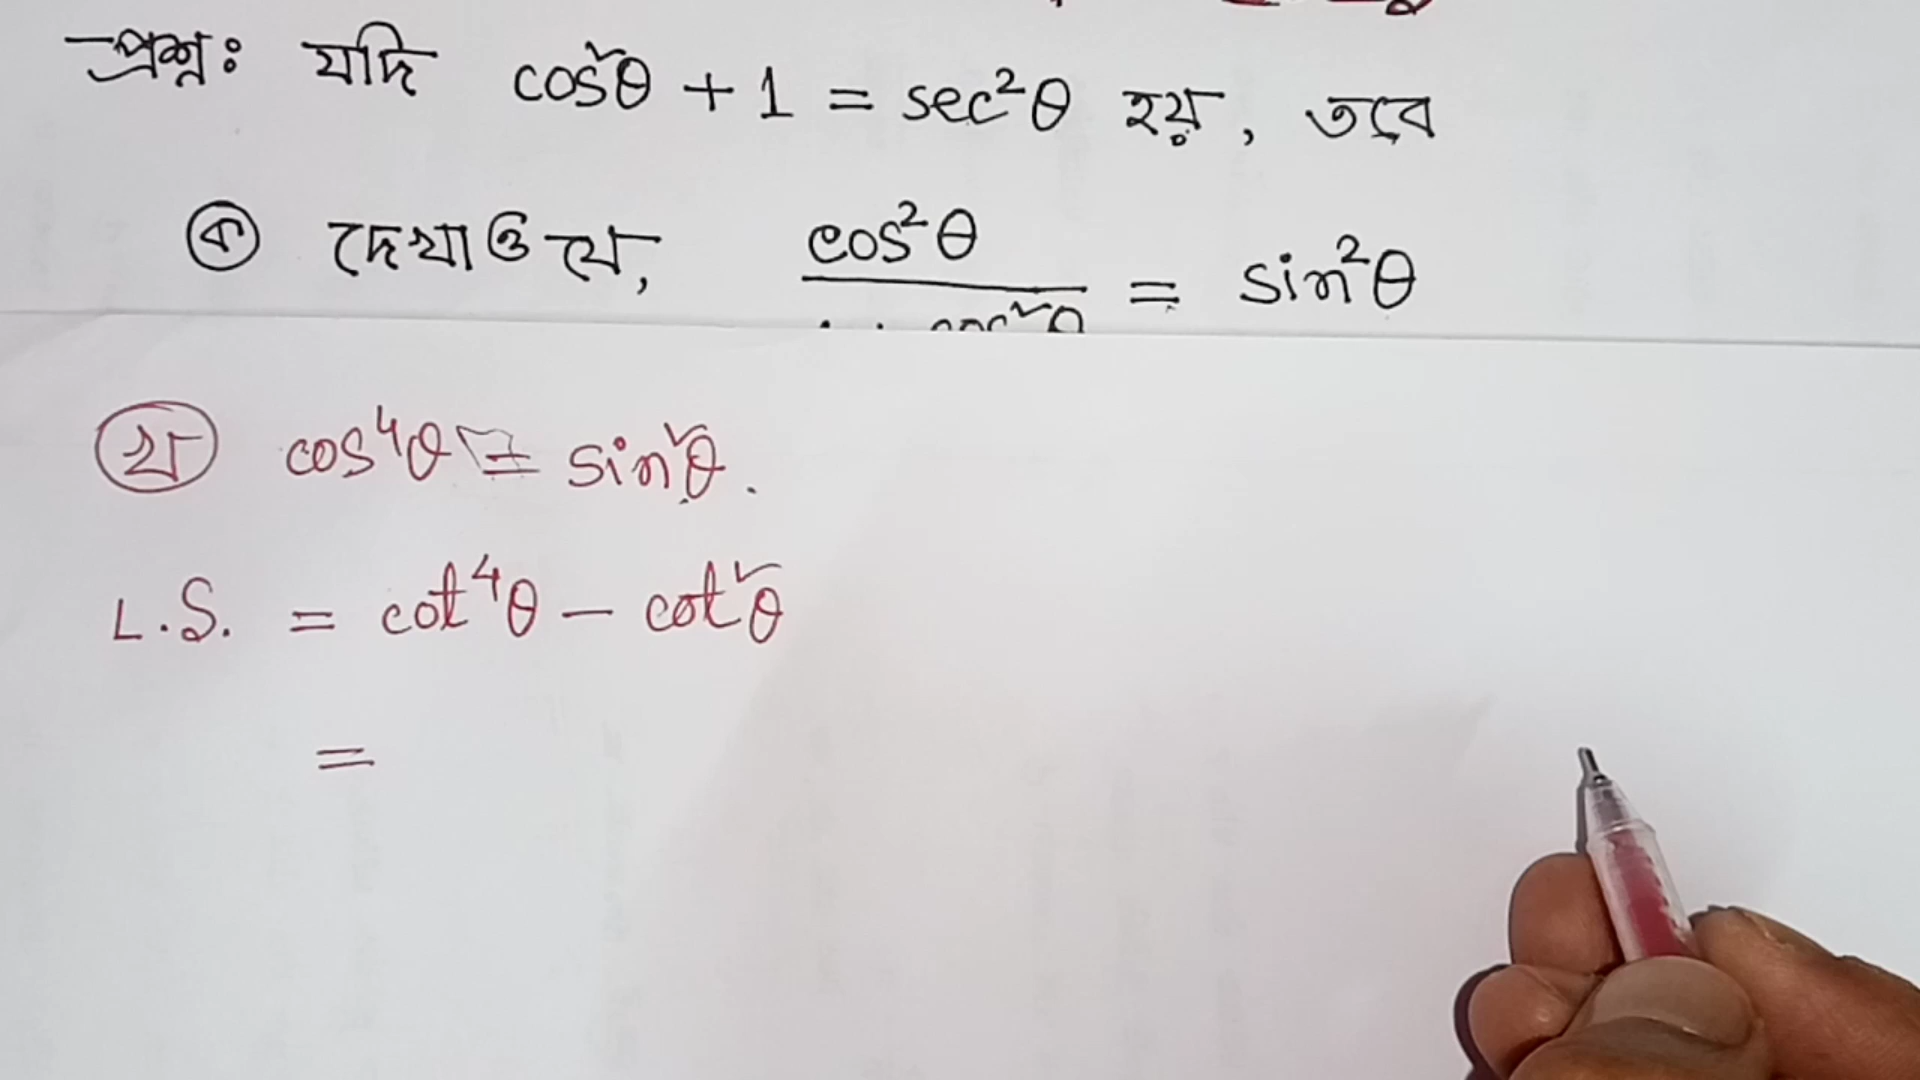 প্রশ্নঃ যদি cos²θ + 1 = sec²θ হয়, তবে
ক দেখাও যে, cos²θ / = sin²θ
খ cos⁴θ = sin²θ.
L.S. = cot⁴θ − cot²θ
=